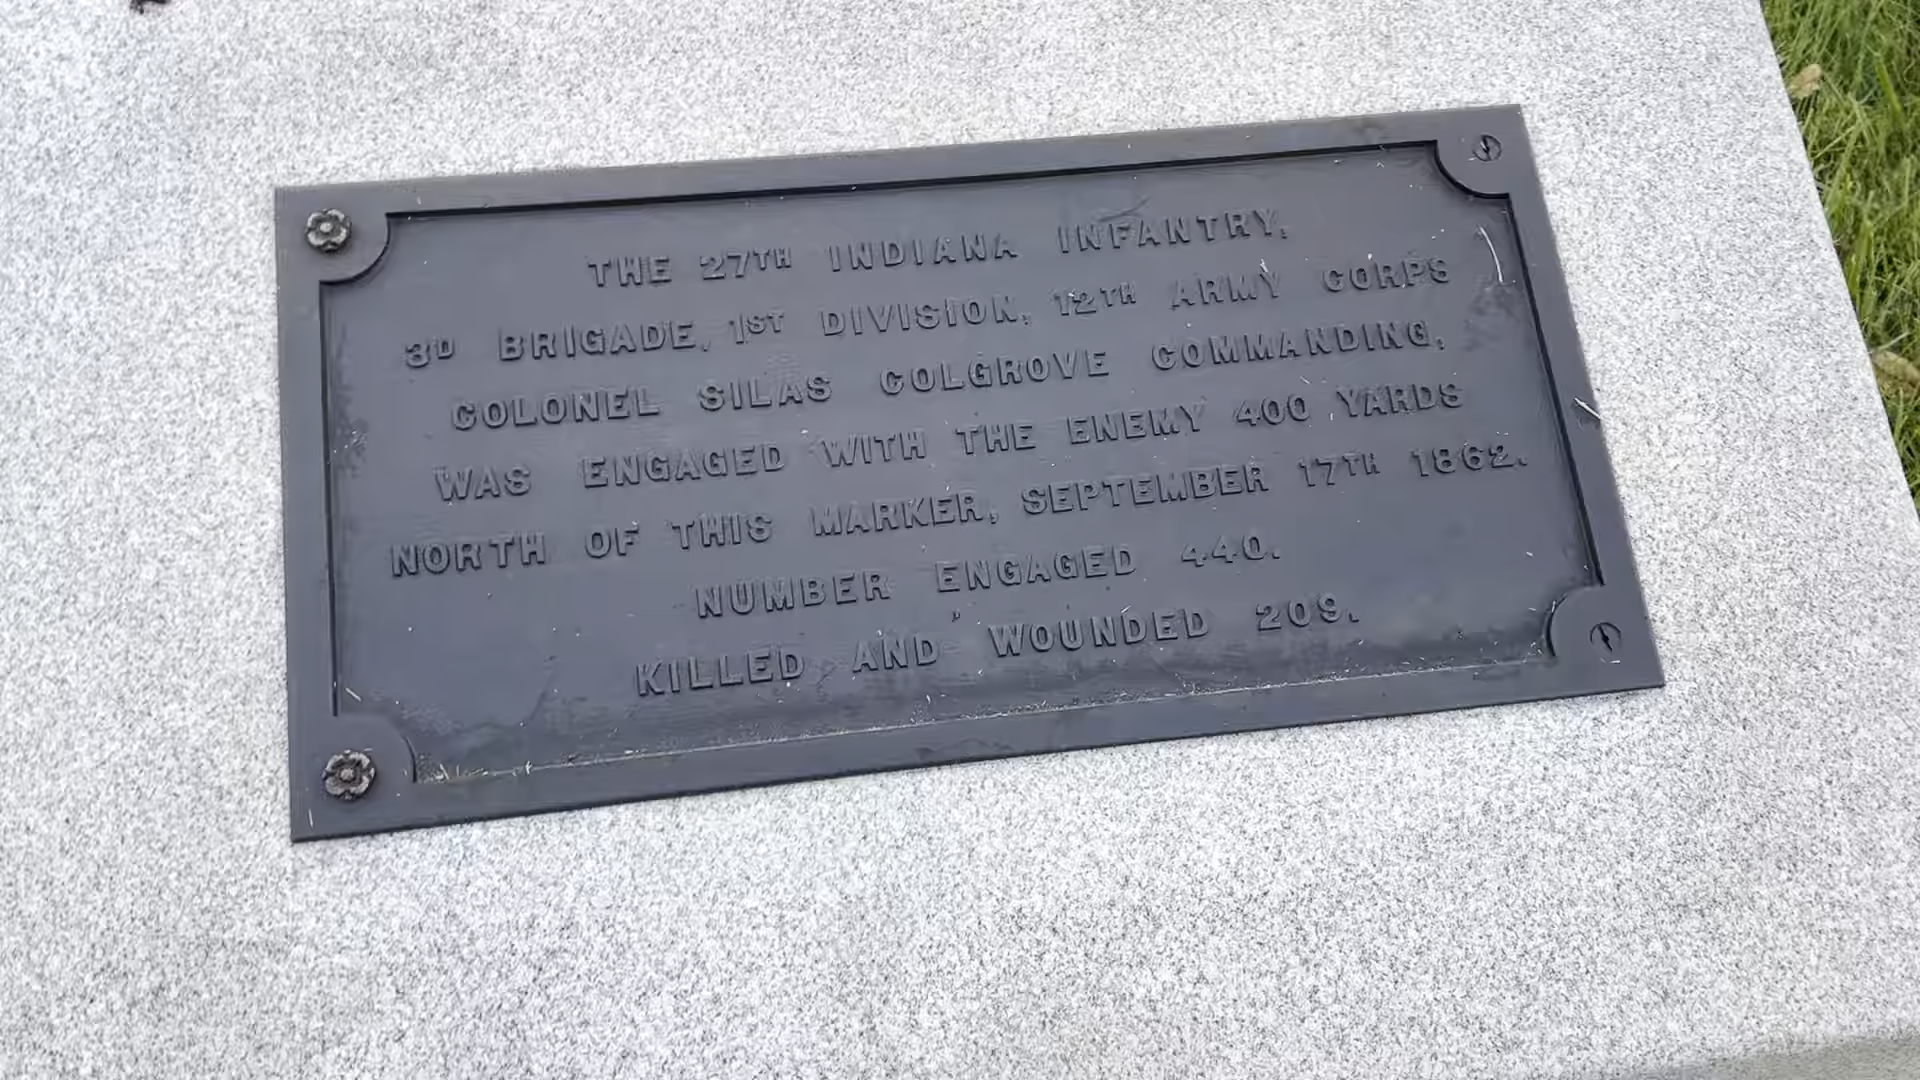 THE 27TH INDIANA INFANTRY,
3D BRIGADE, 1ST DIVISION, 12TH ARMY CORPS
COLONEL SILAS COLGROVE COMMANDING,
WAS ENGAGED WITH THE ENEMY 400 YARDS
NORTH OF THIS MARKER, SEPTEMBER 17TH 1862.
NUMBER ENGAGED 440.
KILLED AND WOUNDED 209.